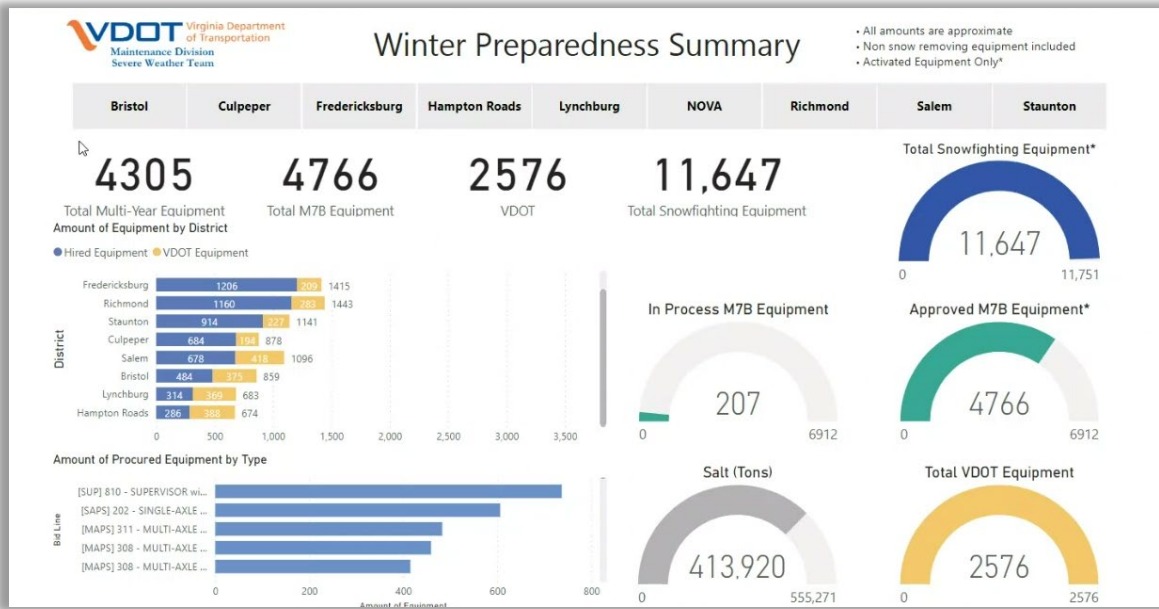 VDOT Virginia Department
of Transportation
Maintenance Division
Severe Weather Team
Winter Preparedness Summary
• All amounts are approximate
• Non snow removing equipment included
• Activated Equipment Only*
Bristol Culpeper Fredericksburg Hampton Roads Lynchburg NOVA Richmond Salem Staunton
4305 4766 2576 11,647
Total Multi-Year Equipment Total M7B Equipment VDOT Total Snowfighting Equipment
Total Snowfighting Equipment*
11,647
0 11,751
Amount of Equipment by District
Hired Equipment VDOT Equipment
District
Fredericksburg 1206 209 1415
Richmond 1160 283 1443
Staunton 914 227 1141
Culpeper 684 194 878
Salem 678 418 1096
Bristol 484 375 859
Lynchburg 314 369 683
Hampton Roads 286 388 674
0 500 1,000 1,500 2,000 2,500 3,000 3,500
In Process M7B Equipment
207
0 6912
Approved M7B Equipment*
4766
0 6912
Amount of Procured Equipment by Type
Bid Line
[SUP] 810 - SUPERVISOR wi...
[SAPS] 202 - SINGLE-AXLE ...
[MAPS] 311 - MULTI-AXLE ...
[MAPS] 308 - MULTI-AXLE ...
[MAPS] 308 - MULTI-AXLE ...
0 200 400 600 800
Amount of Equipment
Salt (Tons)
413,920
0 555,271
Total VDOT Equipment
2576
0 2576